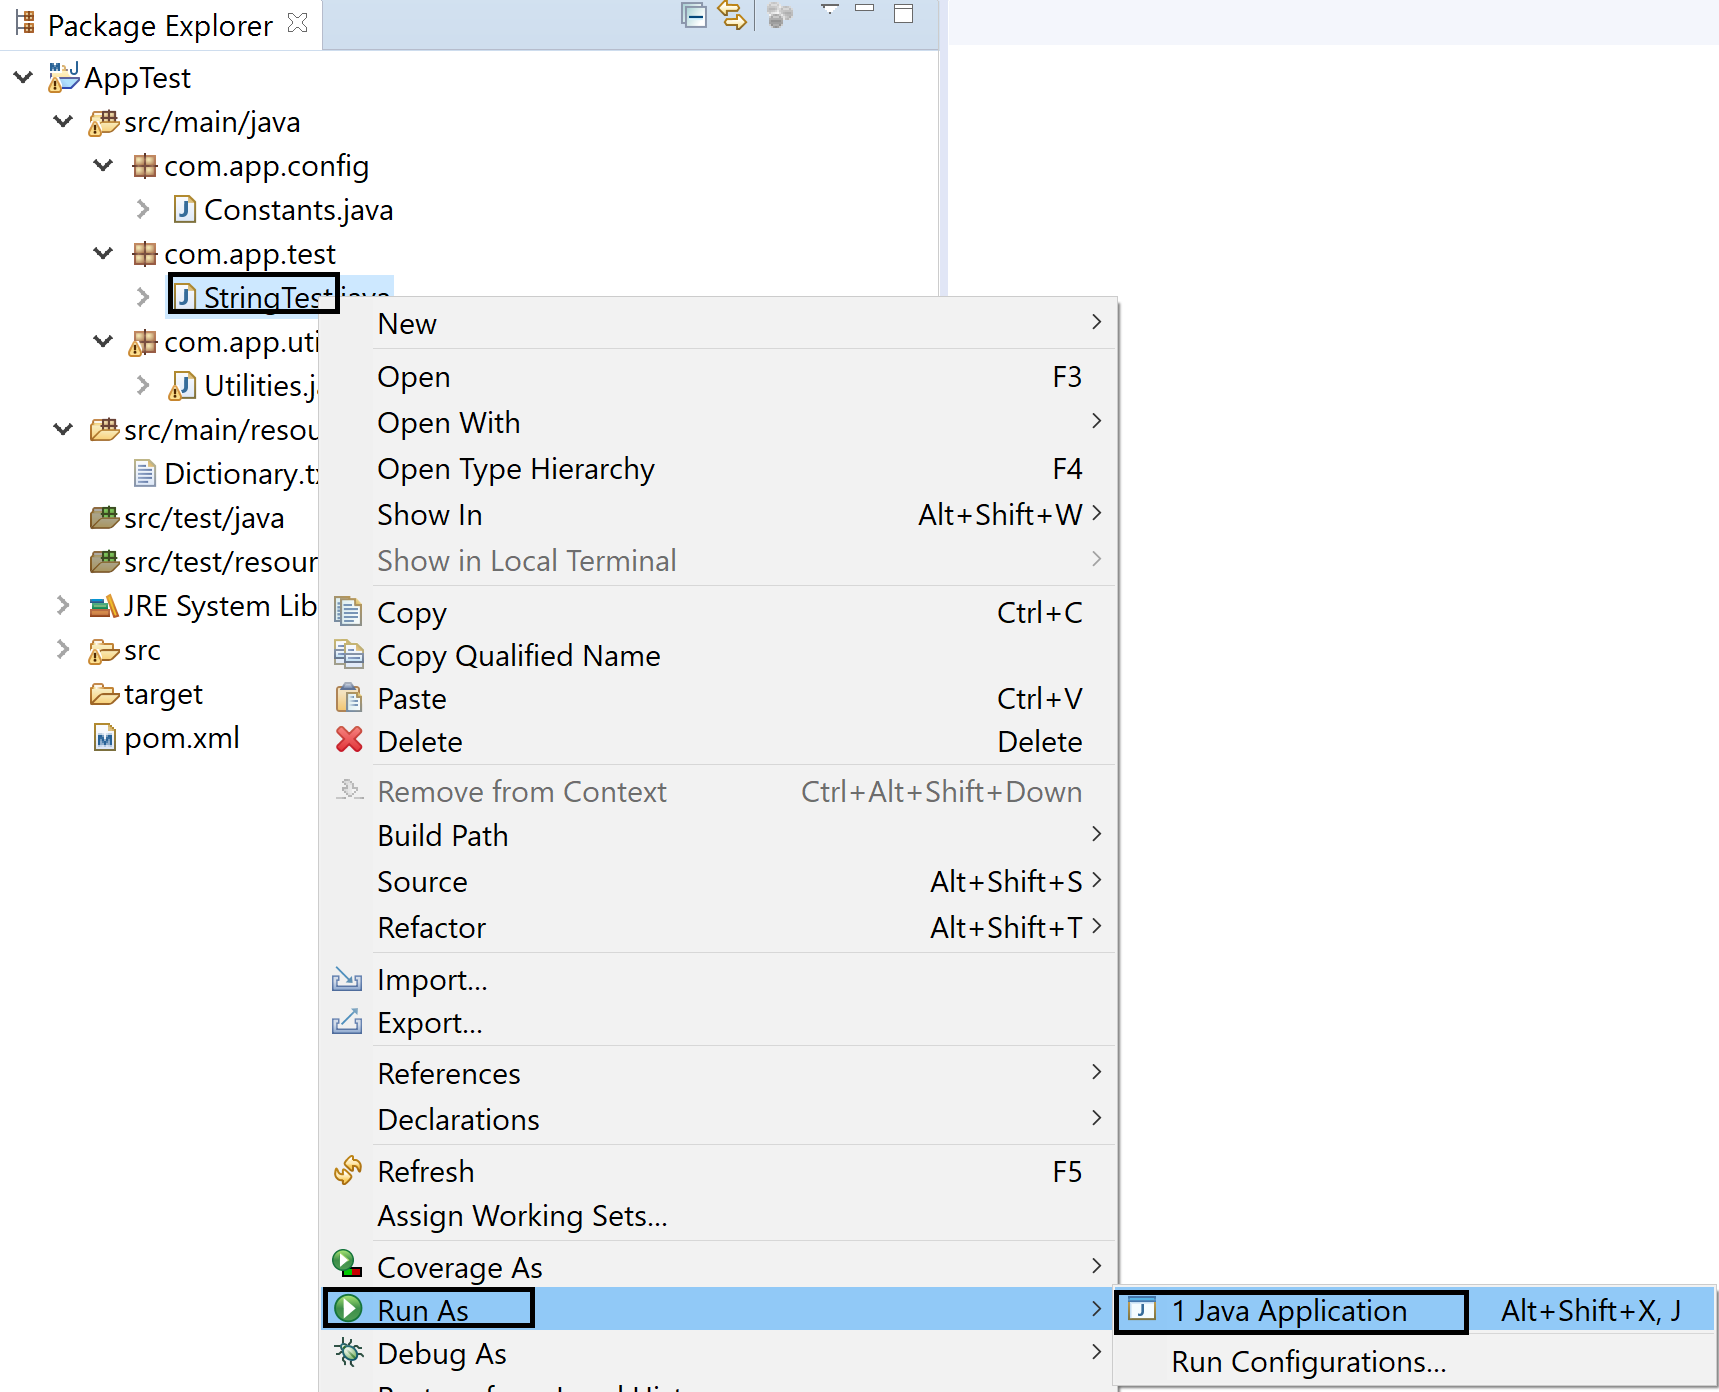 Package Explorer
AppTest
src/main/java
com.app.config
Constants.java
com.app.test
StringTest.java
com.app.uti
Utilities.j
src/main/resou
Dictionary.t
src/test/java
src/test/resour
JRE System Lib
src
target
pom.xml
New
Open F3
Open With
Open Type Hierarchy F4
Show In Alt+Shift+W
Show in Local Terminal
Copy Ctrl+C
Copy Qualified Name
Paste Ctrl+V
Delete Delete
Remove from Context Ctrl+Alt+Shift+Down
Build Path
Source Alt+Shift+S
Refactor Alt+Shift+T
Import...
Export...
References
Declarations
Refresh F5
Assign Working Sets...
Coverage As
Run As
Debug As
1 Java Application Alt+Shift+X, J
Run Configurations...